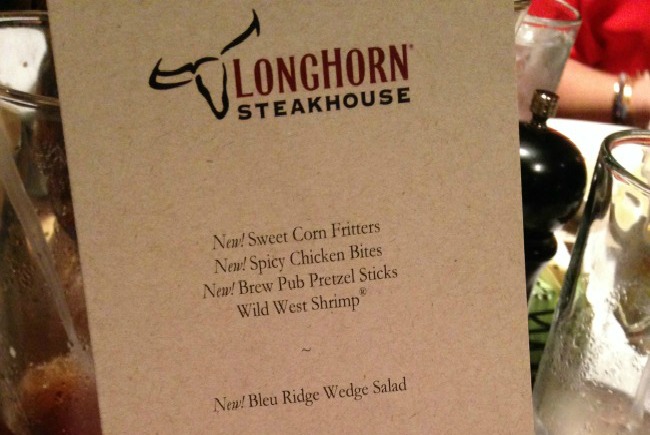 LONGHORN®
STEAKHOUSE
New! Sweet Corn Fritters
New! Spicy Chicken Bites
New! Brew Pub Pretzel Sticks
Wild West Shrimp®
~
New! Bleu Ridge Wedge Salad